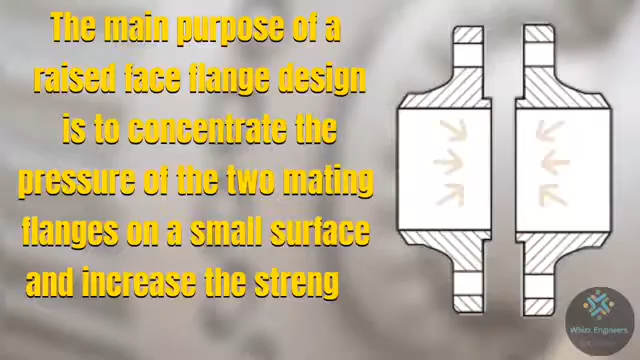 The main purpose of a
raised face flange design
is to concentrate the
pressure of the two mating
flanges on a small surface
and increase the streng
Whizz Engineers